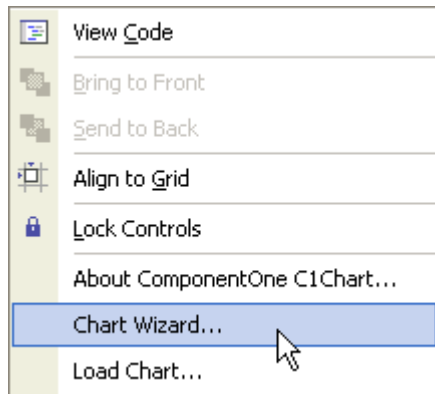 View Code
Bring to Front
Send to Back
Align to Grid
Lock Controls
About ComponentOne C1Chart...
Chart Wizard...
Load Chart...